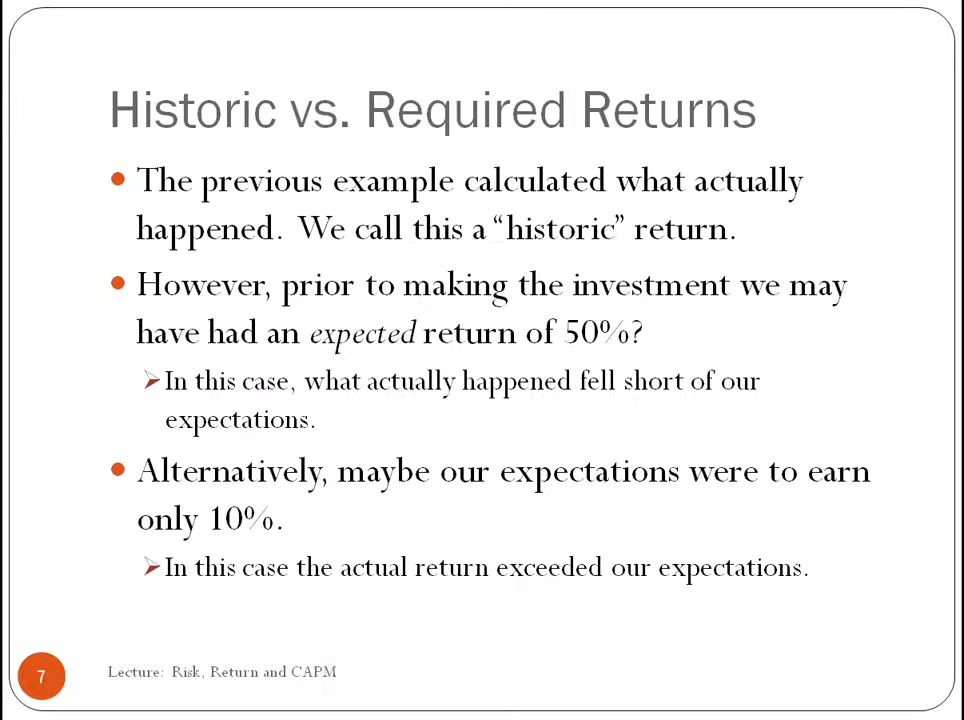 Historic vs. Required Returns
• The previous example calculated what actually
happened.  We call this a “historic” return.
• However, prior to making the investment we may
have had an expected return of 50%?
➢ In this case, what actually happened fell short of our
expectations.
• Alternatively, maybe our expectations were to earn
only 10%.
➢ In this case the actual return exceeded our expectations.
7
Lecture:  Risk, Return and CAPM